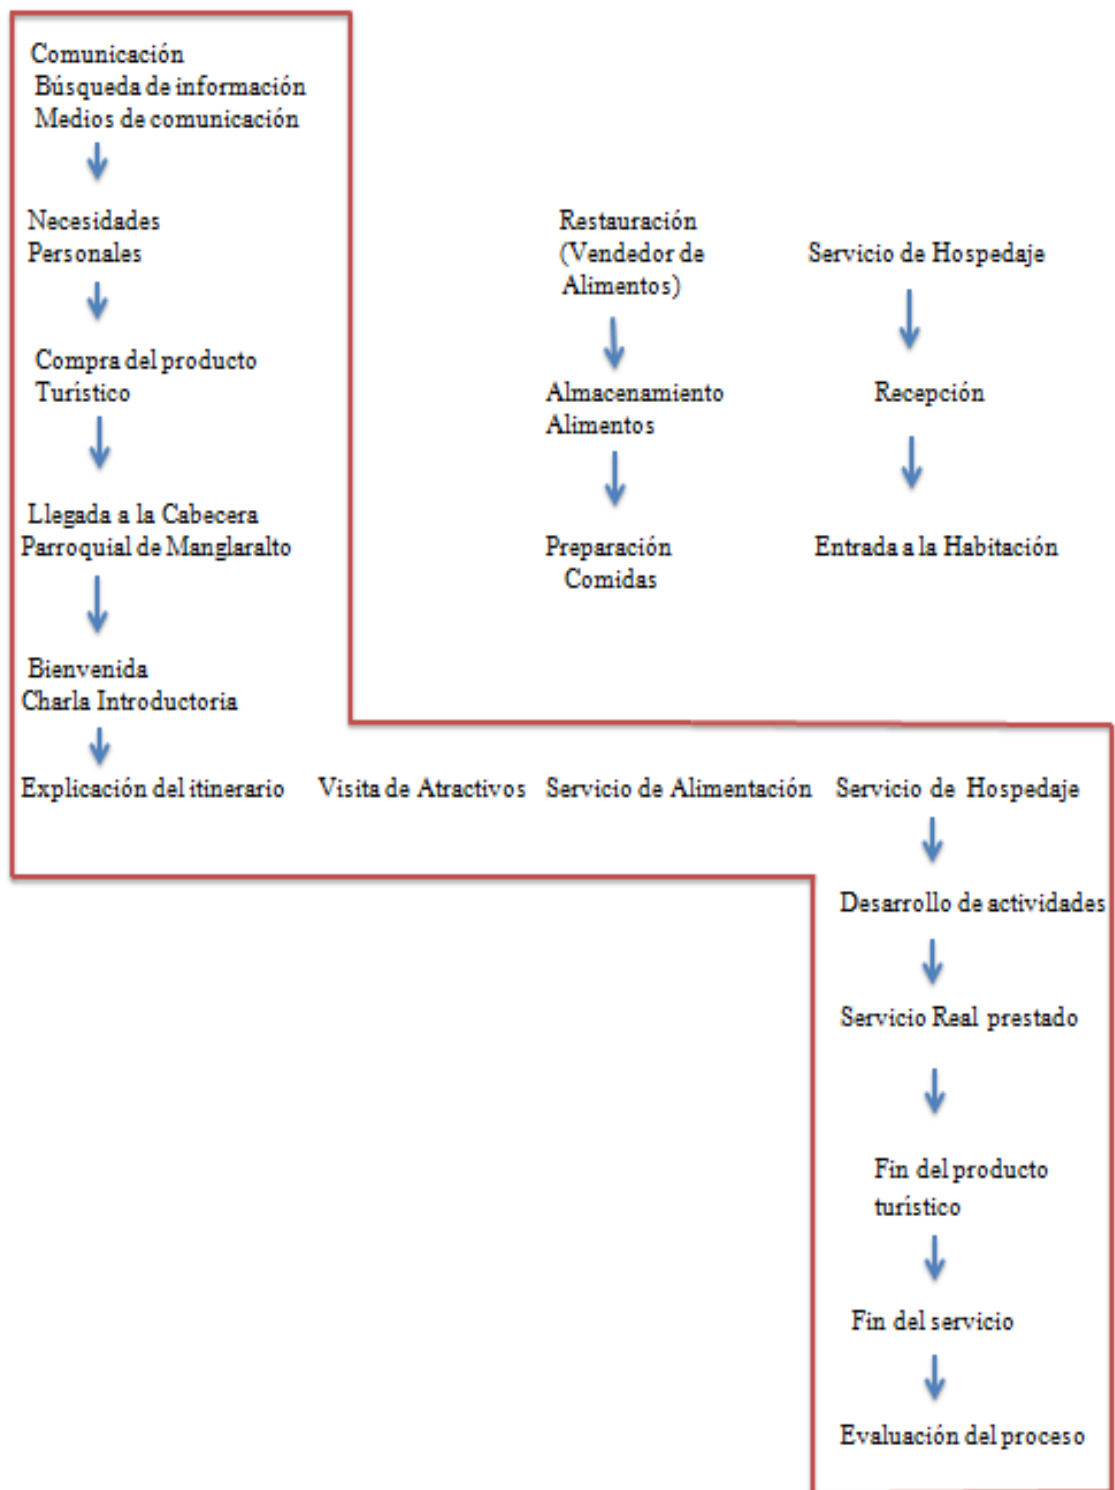 Comunicación
Búsqueda de información
Medios de comunicación
Necesidades
Personales
Compra del producto
Turístico
Llegada a la Cabecera
Parroquial de Manglaralto
Bienvenida
Charla Introductoria
Restauración
(Vendedor de
Alimentos)
Almacenamiento
Alimentos
Preparación
Comidas
Servicio de Hospedaje
Recepción
Entrada a la Habitación
Explicación del itinerario
Visita de Atractivos
Servicio de Alimentación
Servicio de Hospedaje
Desarrollo de actividades
Servicio Real prestado
Fin del producto
turístico
Fin del servicio
Evaluación del proceso